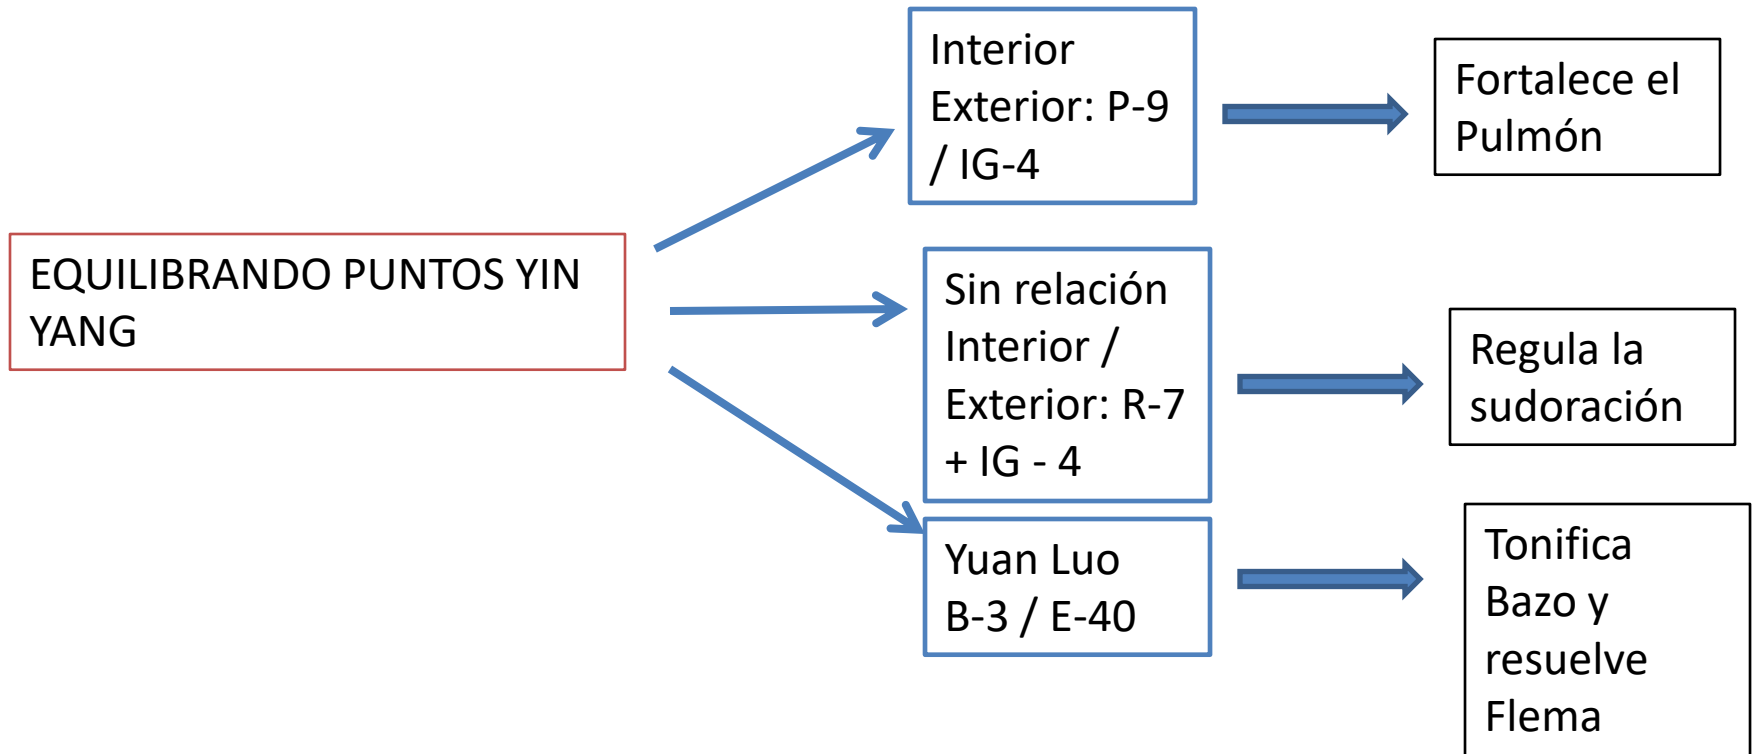 EQUILIBRANDO PUNTOS YIN
YANG
Interior
Exterior: P-9
/ IG-4
Fortalece el
Pulmón
Sin relación
Interior /
Exterior: R-7
+ IG - 4
Regula la
sudoración
Yuan Luo
B-3 / E-40
Tonifica
Bazo y
resuelve
Flema